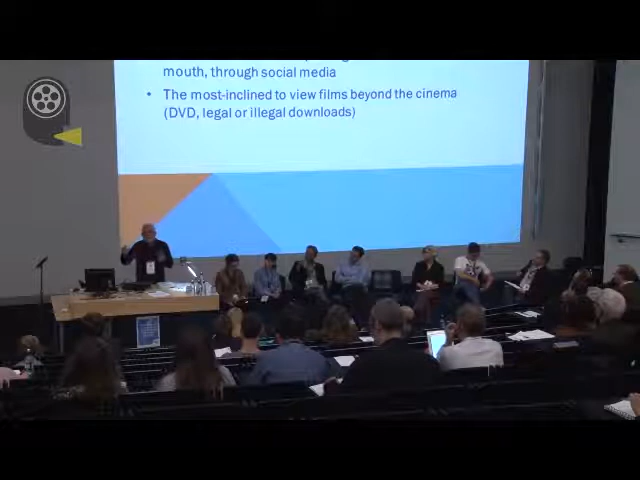 mouth, through social media
• The most-inclined to view films beyond the cinema
(DVD, legal or illegal downloads)